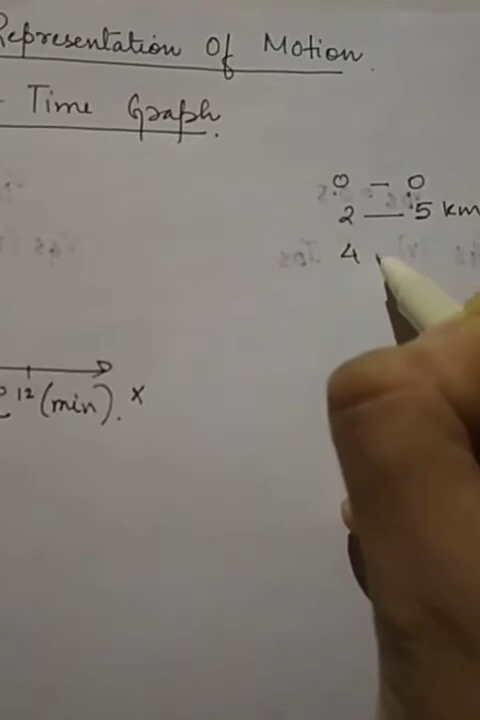 Representation Of Motion.
- Time Graph.
0 — 0
2 — 5 km
4
12 (min). X